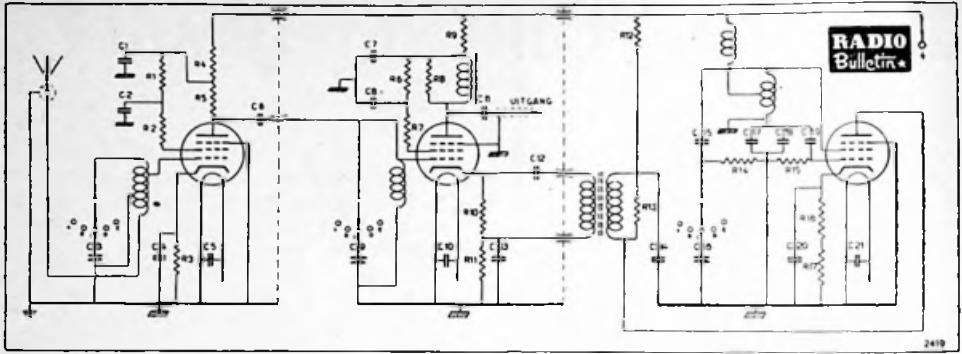 RADIO
Bulletin
C1
C2
R1
R2
R4
R5
C6
C3
C4
R3
C5
C7
C8
R6
R8
R9
R7
C11
UITGANG
C12
C9
C10
R10
R11
C13
R12
R13
C14
C15
C17
C18
C19
R14
R15
C16
R16
R17
C20
C21
2419